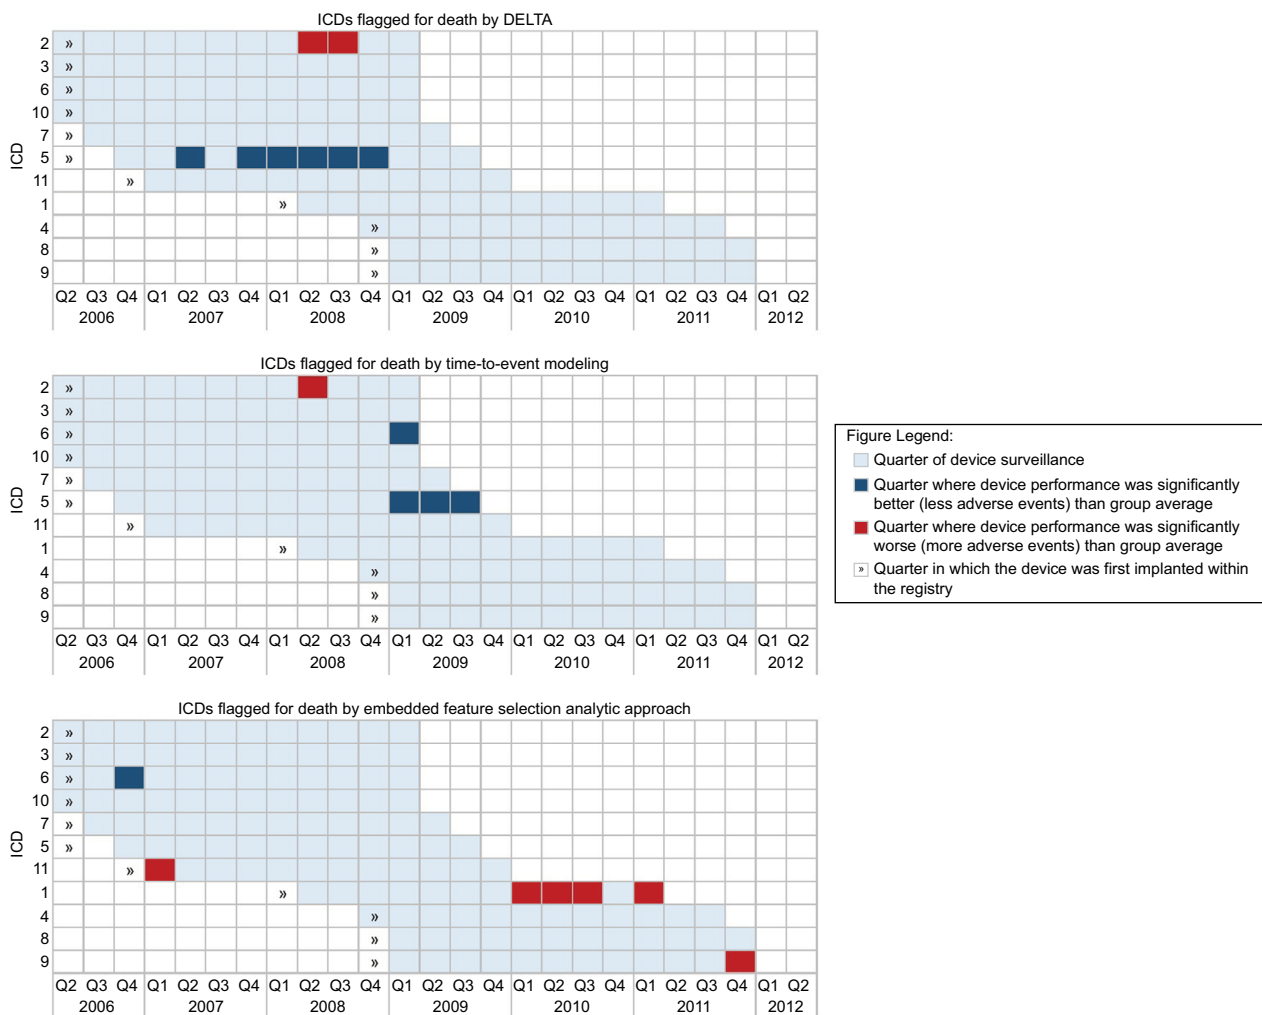 ICDs flagged for death by DELTA
ICD
2 »
3 »
6 »
10 »
7 »
5 »
11 »
1 »
4 »
8 »
9 »
Q2 Q3 Q4 Q1 Q2 Q3 Q4 Q1 Q2 Q3 Q4 Q1 Q2 Q3 Q4 Q1 Q2 Q3 Q4 Q1 Q2 Q3 Q4 Q1 Q2
2006 2007 2008 2009 2010 2011 2012
ICDs flagged for death by time-to-event modeling
ICD
2 »
3 »
6 »
10 »
7 »
5 »
11 »
1 »
4 »
8 »
9 »
Q2 Q3 Q4 Q1 Q2 Q3 Q4 Q1 Q2 Q3 Q4 Q1 Q2 Q3 Q4 Q1 Q2 Q3 Q4 Q1 Q2 Q3 Q4 Q1 Q2
2006 2007 2008 2009 2010 2011 2012
Figure Legend:
Quarter of device surveillance
Quarter where device performance was significantly
better (less adverse events) than group average
Quarter where device performance was significantly
worse (more adverse events) than group average
» Quarter in which the device was first implanted within
the registry
ICDs flagged for death by embedded feature selection analytic approach
ICD
2 »
3 »
6 »
10 »
7 »
5 »
11 »
1 »
4 »
8 »
9 »
Q2 Q3 Q4 Q1 Q2 Q3 Q4 Q1 Q2 Q3 Q4 Q1 Q2 Q3 Q4 Q1 Q2 Q3 Q4 Q1 Q2 Q3 Q4 Q1 Q2
2006 2007 2008 2009 2010 2011 2012